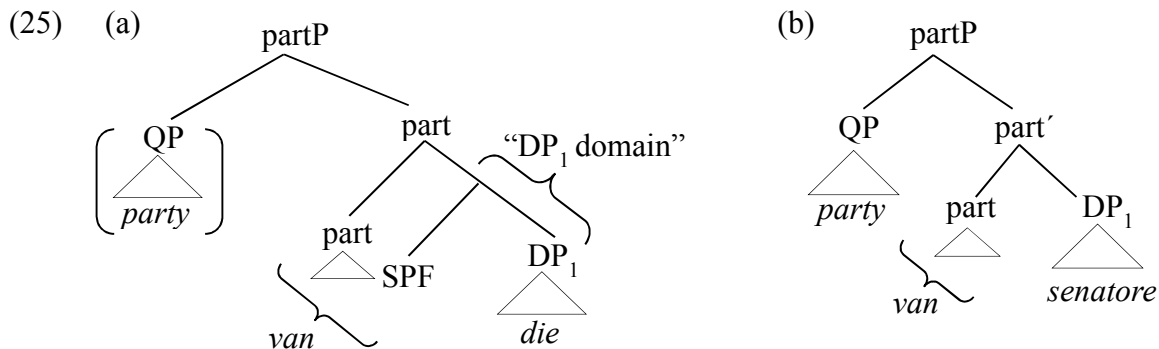 (25) (a) partP (b) partP
QP part “DP₁ domain” QP part´
party party part DP₁
part SPF DP₁ van senatore
van die